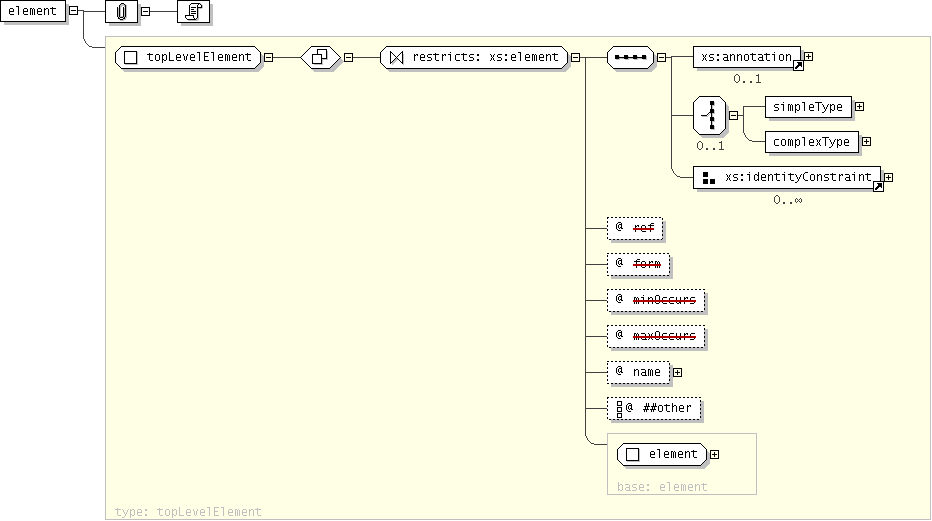 element
topLevelElement
restricts: xs:element
xs:annotation
0..1
simpleType
0..1
complexType
xs:identityConstraint
0..∞
@ ref
@ form
@ minOccurs
@ maxOccurs
@ name
@ ##other
element
base: element
type: topLevelElement